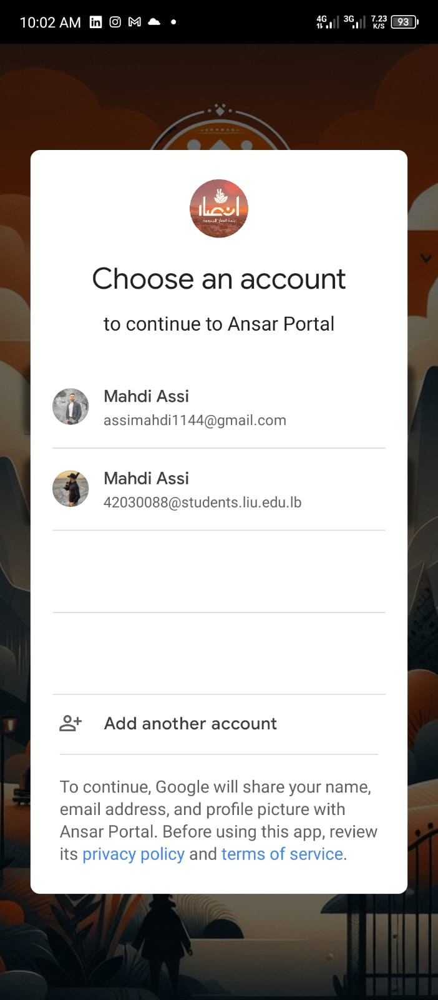 10:02 AM
4G 3G 7.23 K/S 93
انصار
بلدة انصار الجنوبية
Choose an account
to continue to Ansar Portal
Mahdi Assi
assimahdi1144@gmail.com
Mahdi Assi
42030088@students.liu.edu.lb
Add another account
To continue, Google will share your name,
email address, and profile picture with
Ansar Portal. Before using this app, review
its privacy policy and terms of service.